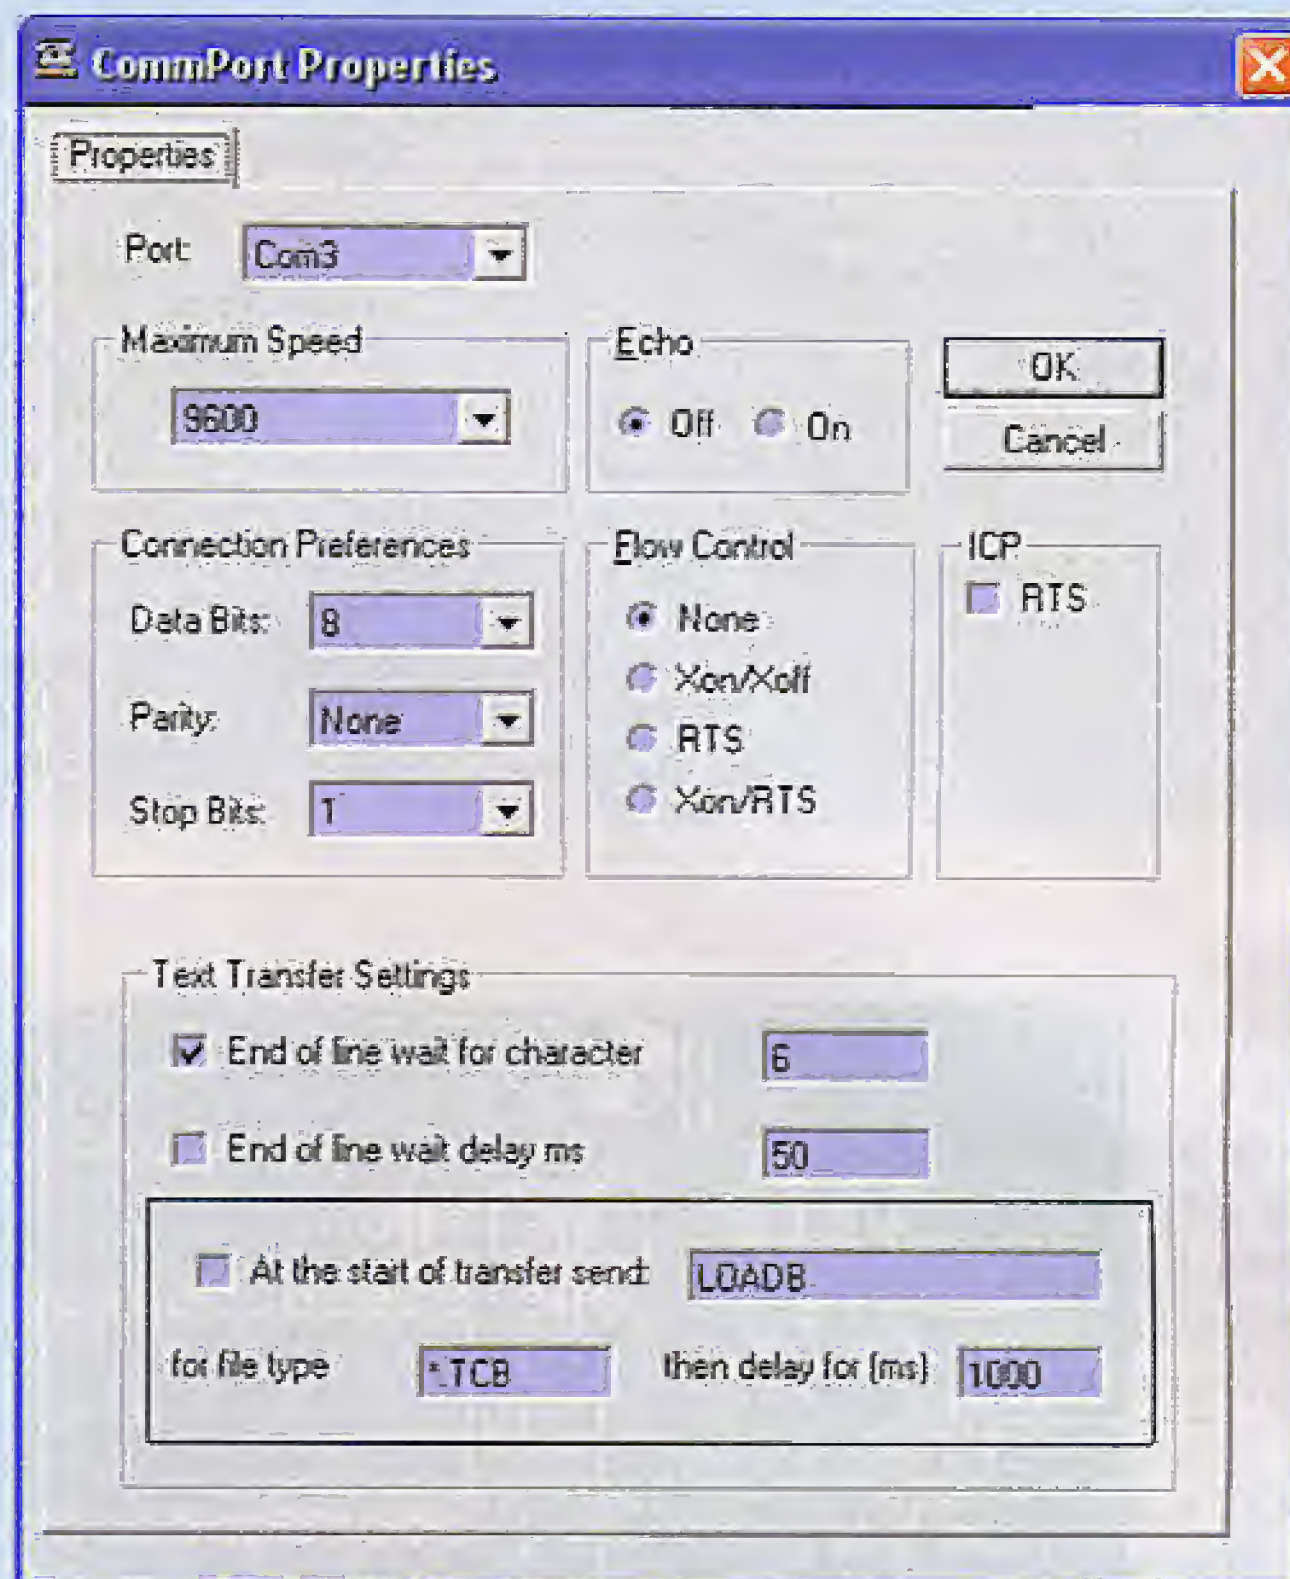 CommPort Properties
Properties
Port: Com3
Maximum Speed
9600
Echo
Off On
OK
Cancel
Connection Preferences
Data Bits: 8
Parity: None
Stop Bits: 1
Flow Control
None
Xon/Xoff
RTS
Xon/RTS
ICP
RTS
Text Transfer Settings
End of line wait for character 6
End of line wait delay ms 50
At the start of transfer send: LOADB
for file type *.TCB then delay for (ms) 1000